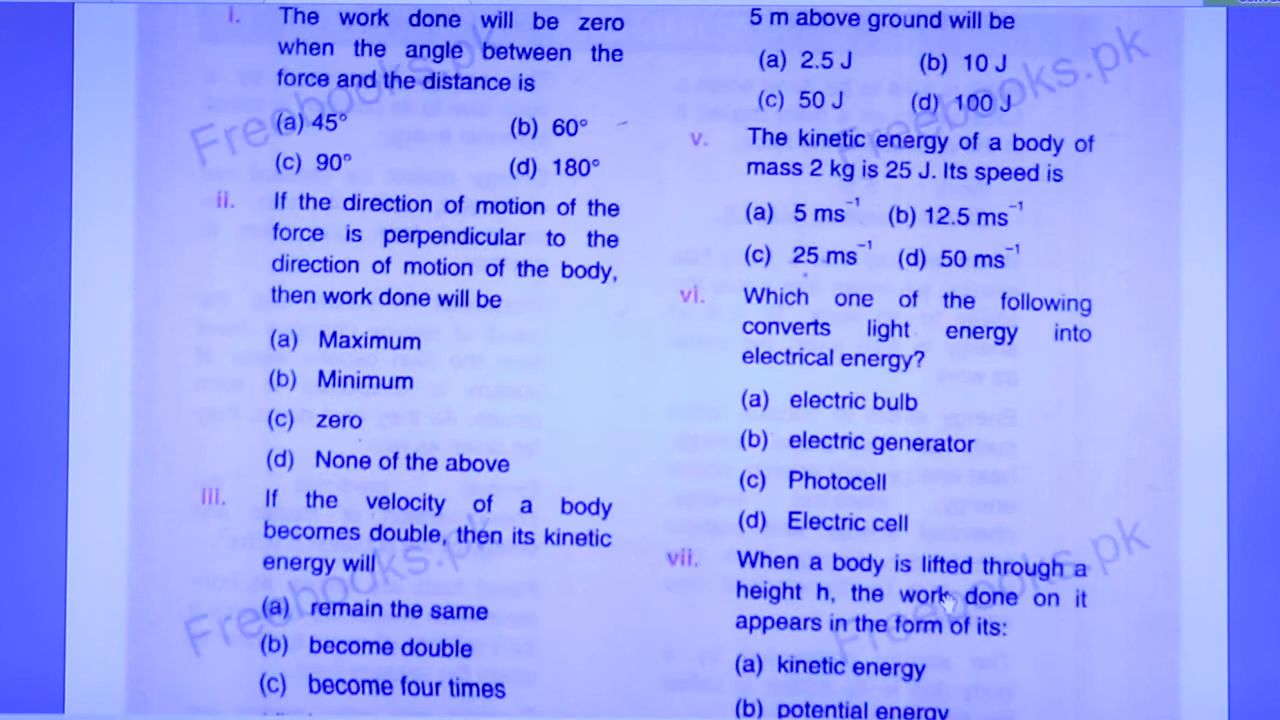 i. The work done will be zero
when the angle between the
force and the distance is
(a) 45° (b) 60°
(c) 90° (d) 180°
ii. If the direction of motion of the
force is perpendicular to the
direction of motion of the body,
then work done will be
(a) Maximum
(b) Minimum
(c) zero
(d) None of the above
iii. If the velocity of a body
becomes double, then its kinetic
energy will
(a) remain the same
(b) become double
(c) become four times
5 m above ground will be
(a) 2.5 J (b) 10 J
(c) 50 J (d) 100 J
v. The kinetic energy of a body of
mass 2 kg is 25 J. Its speed is
(a) 5 ms⁻¹ (b) 12.5 ms⁻¹
(c) 25 ms⁻¹ (d) 50 ms⁻¹
vi. Which one of the following
converts light energy into
electrical energy?
(a) electric bulb
(b) electric generator
(c) Photocell
(d) Electric cell
vii. When a body is lifted through a
height h, the work done on it
appears in the form of its:
(a) kinetic energy
(b) potential energy
Freebooks.pk
Freebooks.pk
Freebooks.pk
Freebooks.pk